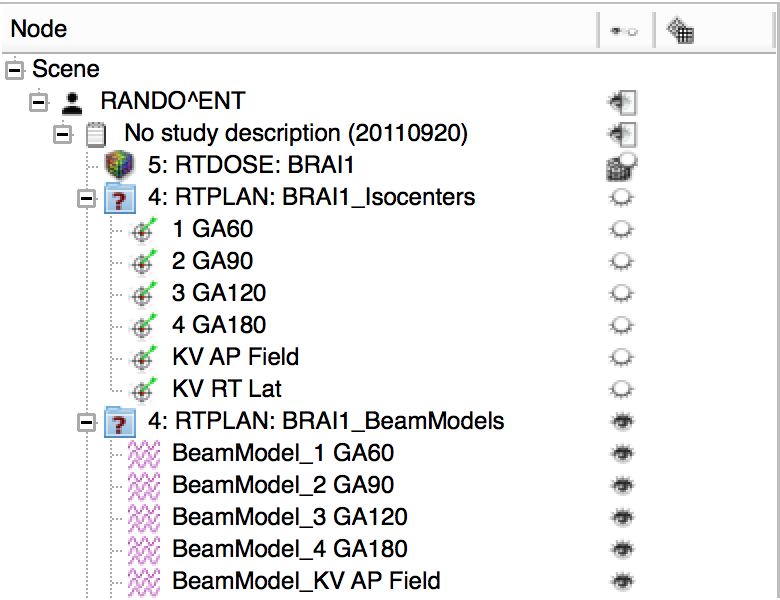 Node
Scene
RANDO^ENT
No study description (20110920)
5: RTDOSE: BRAI1
4: RTPLAN: BRAI1_Isocenters
1 GA60
2 GA90
3 GA120
4 GA180
KV AP Field
KV RT Lat
4: RTPLAN: BRAI1_BeamModels
BeamModel_1 GA60
BeamModel_2 GA90
BeamModel_3 GA120
BeamModel_4 GA180
BeamModel_KV AP Field